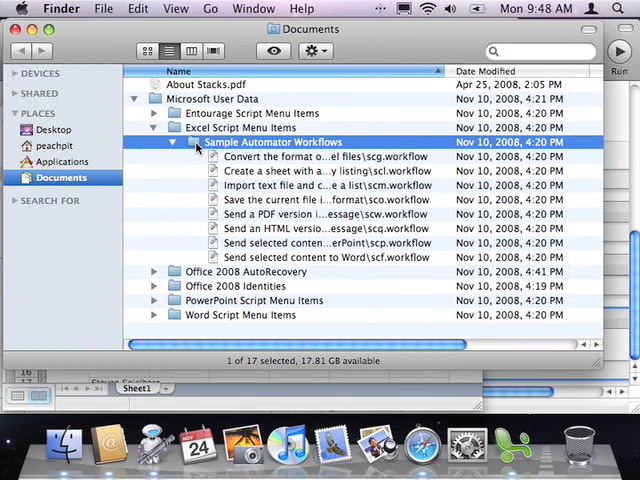 Finder File Edit View Go Window Help Mon 9:48 AM
Documents
Run
DEVICES
SHARED
PLACES
Desktop
peachpit
Applications
Documents
SEARCH FOR
Name Date Modified
About Stacks.pdf Apr 25, 2008, 2:05 PM
Microsoft User Data Nov 10, 2008, 4:21 PM
Entourage Script Menu Items Nov 10, 2008, 4:20 PM
Excel Script Menu Items Nov 10, 2008, 4:20 PM
Sample Automator Workflows Nov 10, 2008, 4:20 PM
Convert the format o...el files\scg.workflow Nov 10, 2008, 4:20 PM
Create a sheet with a...y listing\scl.workflow Nov 10, 2008, 4:20 PM
Import text file and c...e a list\scm.workflow Nov 10, 2008, 4:20 PM
Save the current file i...format\sco.workflow Nov 10, 2008, 4:20 PM
Send a PDF version i...essage\scw.workflow Nov 10, 2008, 4:20 PM
Send an HTML versio...essage\scx.workflow Nov 10, 2008, 4:20 PM
Send selected conten...erPoint\scp.workflow Nov 10, 2008, 4:20 PM
Send selected content to Word\scf.workflow Nov 10, 2008, 4:20 PM
Office 2008 AutoRecovery Nov 10, 2008, 4:41 PM
Office 2008 Identities Nov 10, 2008, 4:19 PM
PowerPoint Script Menu Items Nov 10, 2008, 4:20 PM
Word Script Menu Items Nov 10, 2008, 4:20 PM
1 of 17 selected, 17.81 GB available
16
17
Sheet1
NOV
24